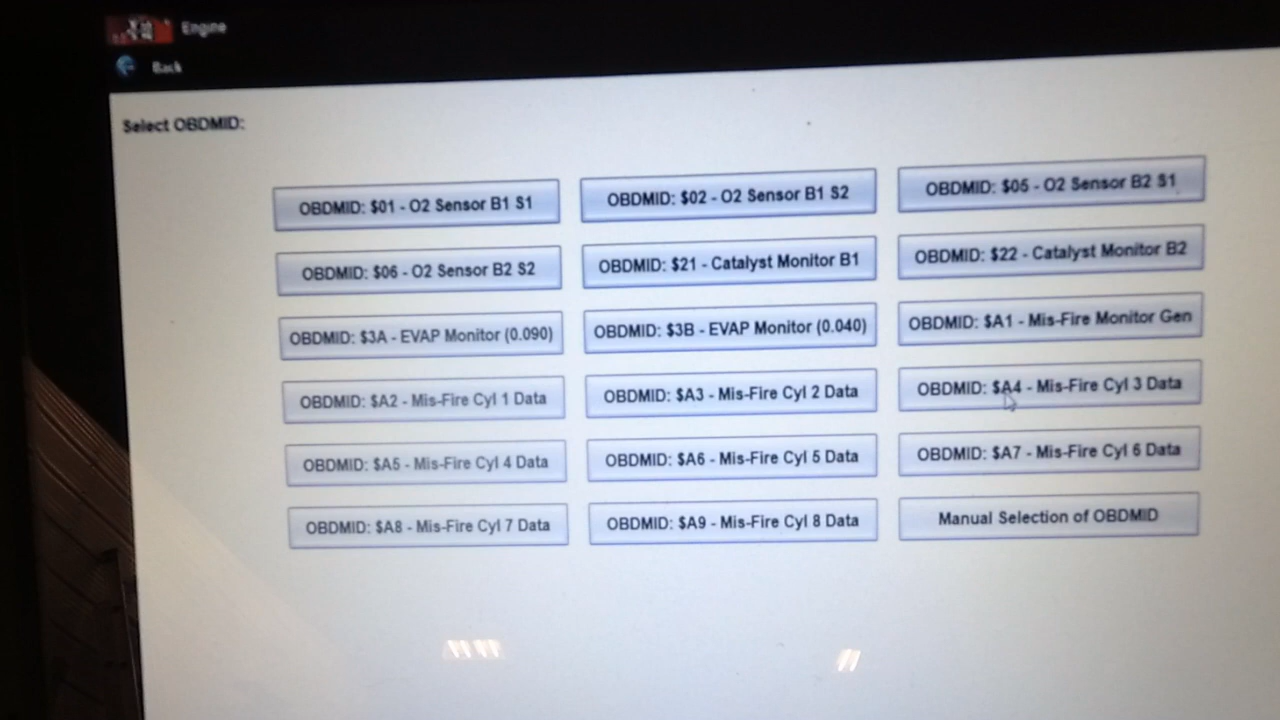 Engine
Back
Select OBDMID:
OBDMID: $01 - O2 Sensor B1 S1
OBDMID: $02 - O2 Sensor B1 S2
OBDMID: $05 - O2 Sensor B2 S1
OBDMID: $06 - O2 Sensor B2 S2
OBDMID: $21 - Catalyst Monitor B1
OBDMID: $22 - Catalyst Monitor B2
OBDMID: $3A - EVAP Monitor (0.090)
OBDMID: $3B - EVAP Monitor (0.040)
OBDMID: $A1 - Mis-Fire Monitor Gen
OBDMID: $A2 - Mis-Fire Cyl 1 Data
OBDMID: $A3 - Mis-Fire Cyl 2 Data
OBDMID: $A4 - Mis-Fire Cyl 3 Data
OBDMID: $A5 - Mis-Fire Cyl 4 Data
OBDMID: $A6 - Mis-Fire Cyl 5 Data
OBDMID: $A7 - Mis-Fire Cyl 6 Data
OBDMID: $A8 - Mis-Fire Cyl 7 Data
OBDMID: $A9 - Mis-Fire Cyl 8 Data
Manual Selection of OBDMID